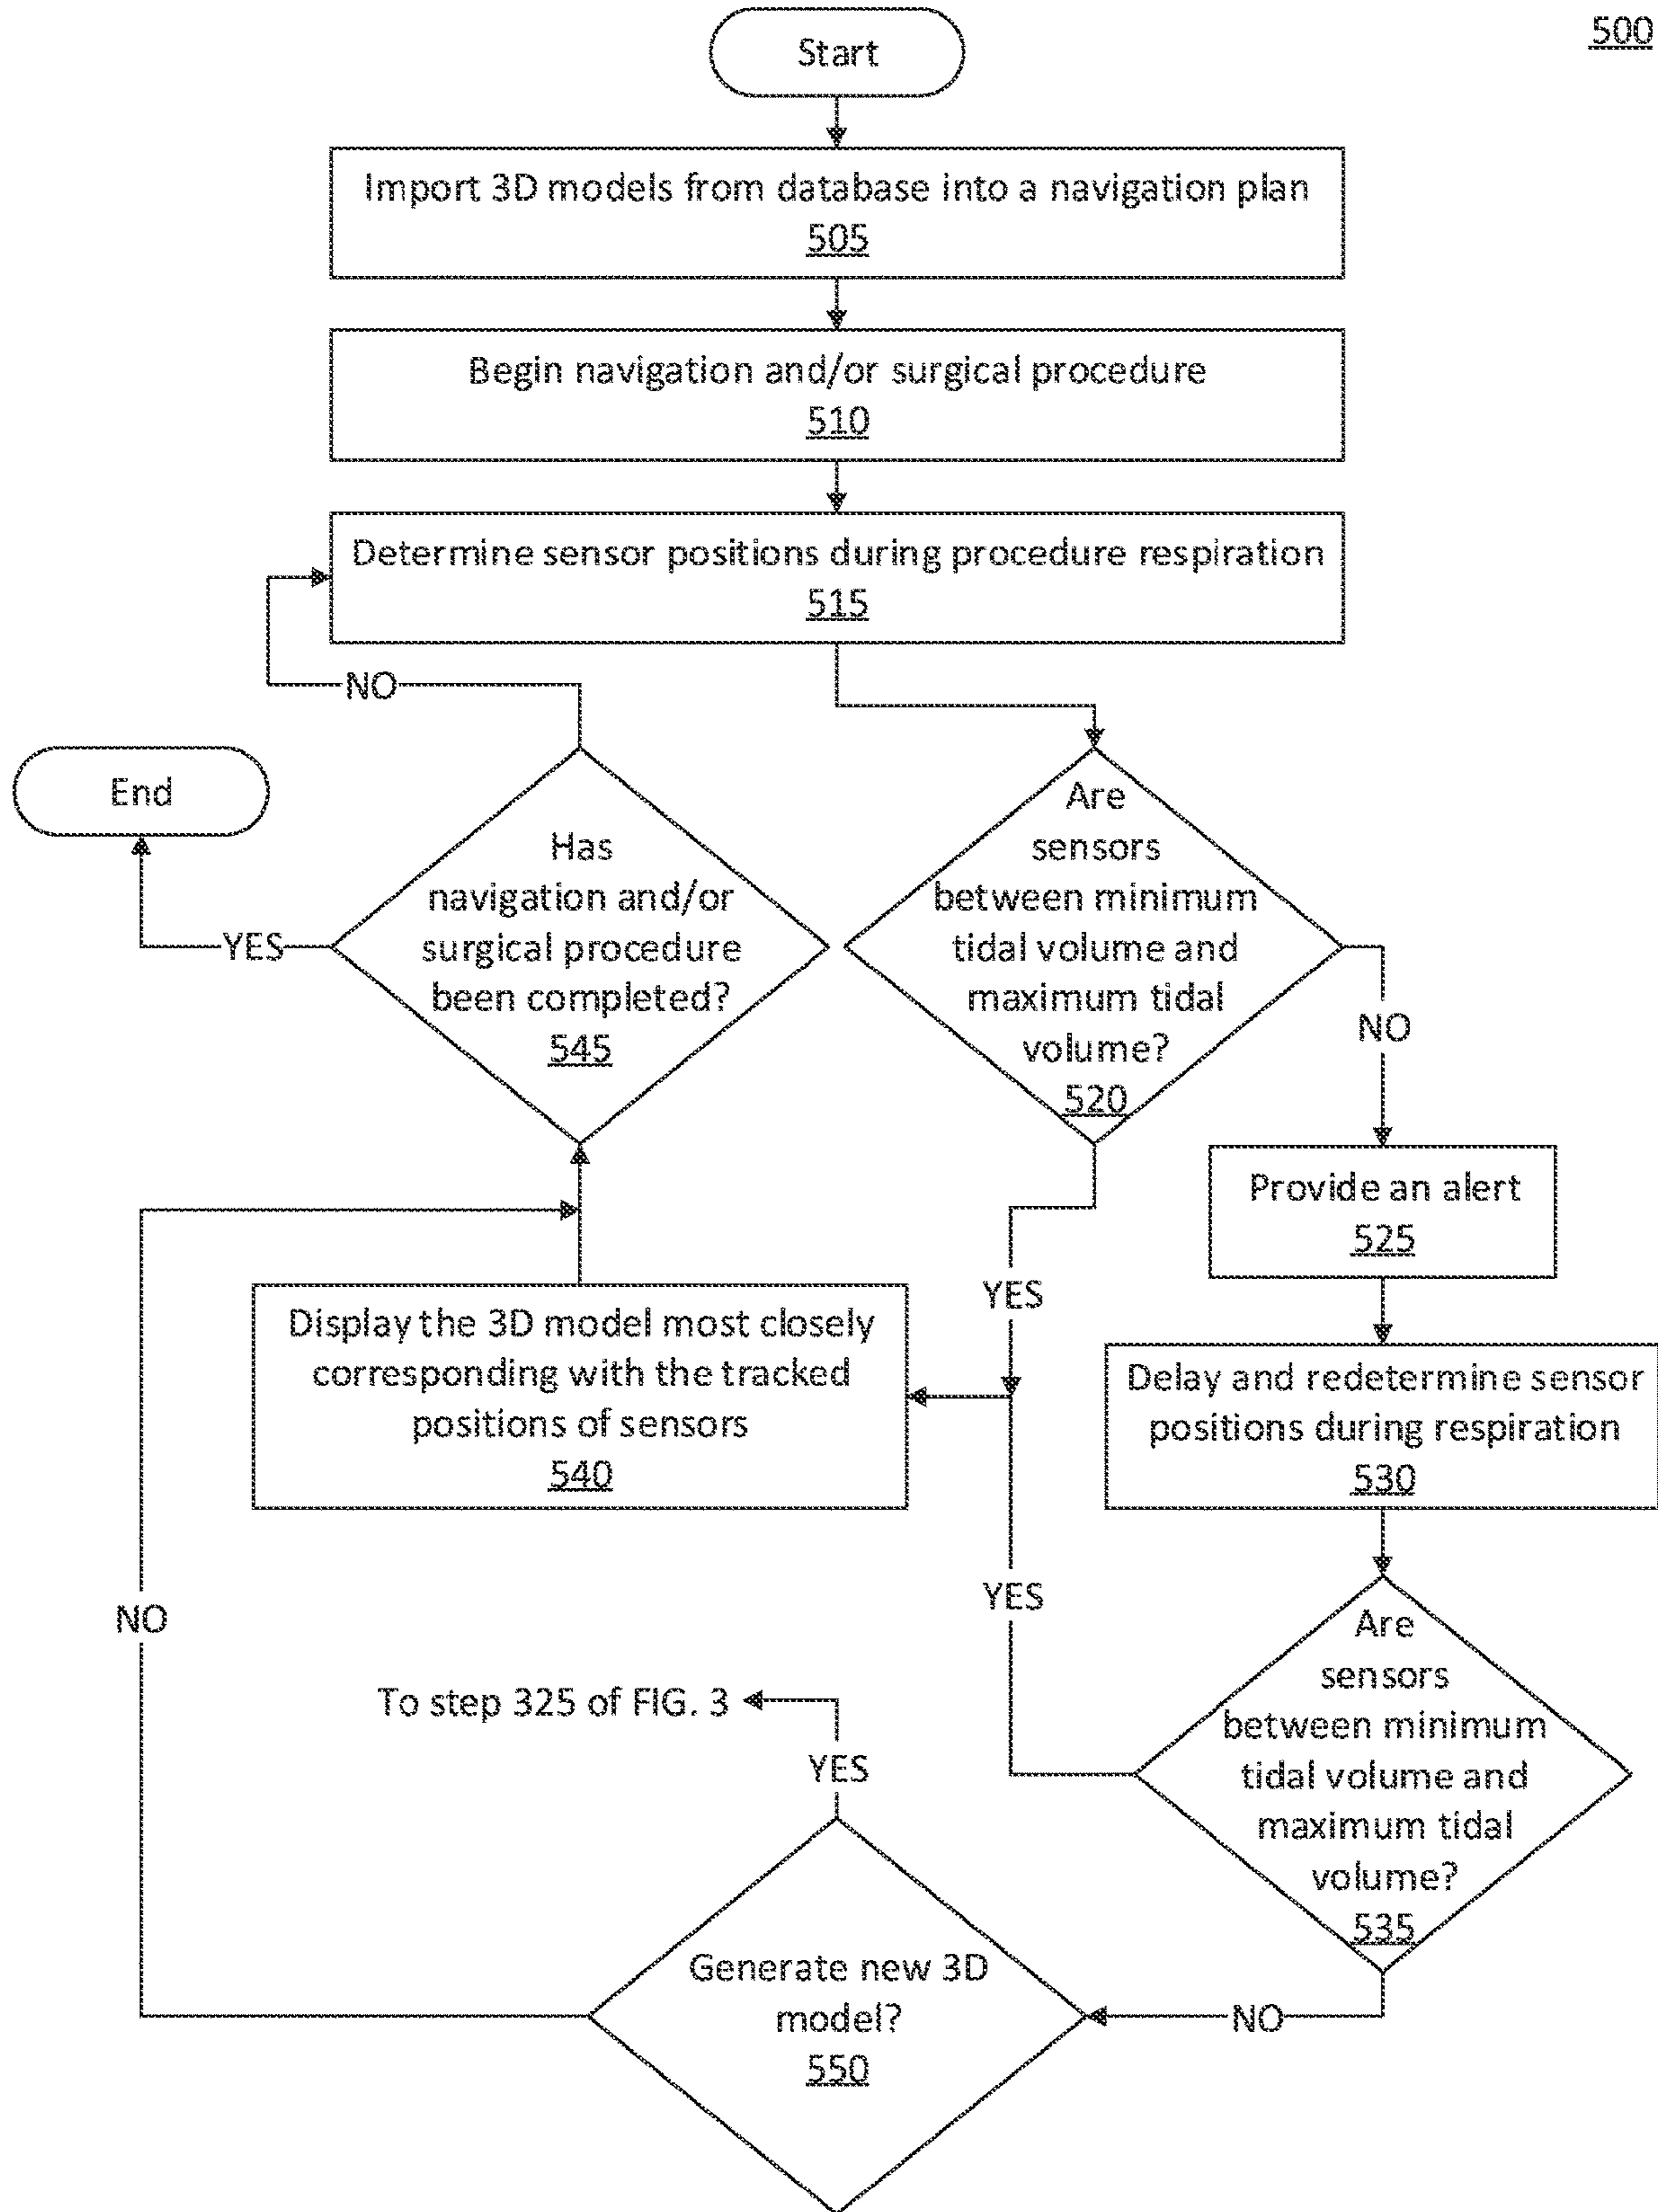 500
Start
Import 3D models from database into a navigation plan
505
Begin navigation and/or surgical procedure
510
Determine sensor positions during procedure respiration
515
NO
End
Has
navigation and/or
surgical procedure
been completed?
545
YES
Are
sensors
between minimum
tidal volume and
maximum tidal
volume?
520
NO
Provide an alert
525
YES
Display the 3D model most closely
corresponding with the tracked
positions of sensors
540
Delay and redetermine sensor
positions during respiration
530
YES
NO
Are
sensors
between minimum
tidal volume and
maximum tidal
volume?
535
To step 325 of FIG. 3
YES
Generate new 3D
model?
550
NO